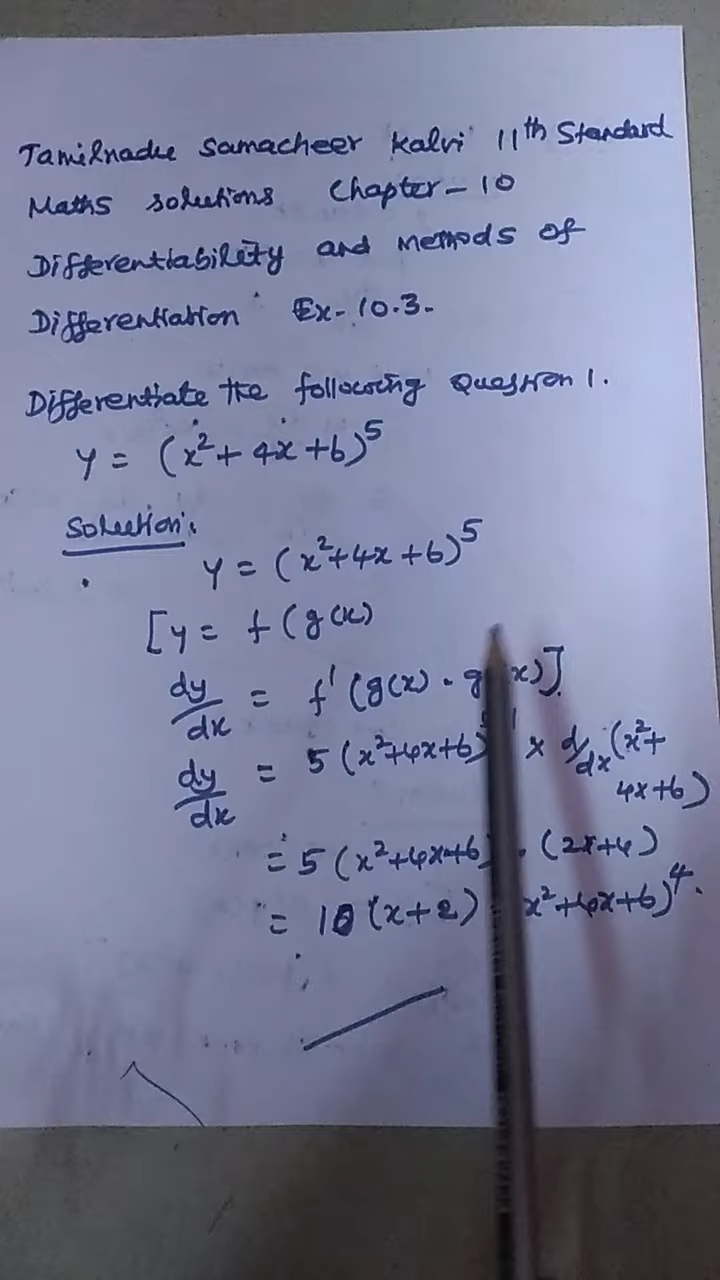 Tamilnadu Samacheer Kalvi 11th Standard
Maths solutions Chapter - 10
Differentiability and methods of
Differentiation Ex- 10.3.
Differentiate the following Question 1.
y = (x²+ 4x +6)⁵
Solution:
y = (x²+4x +6)⁵
[y = f(g(x)
dy/dx = f'(g(x) . g x)].
dy/dx = 5(x²+4x+6) 1 x d/dx (x²+
4x+6)
= 5(x²+4x+6) . (2x+4)
= 10 (x+2) x²+4x+6)⁴.